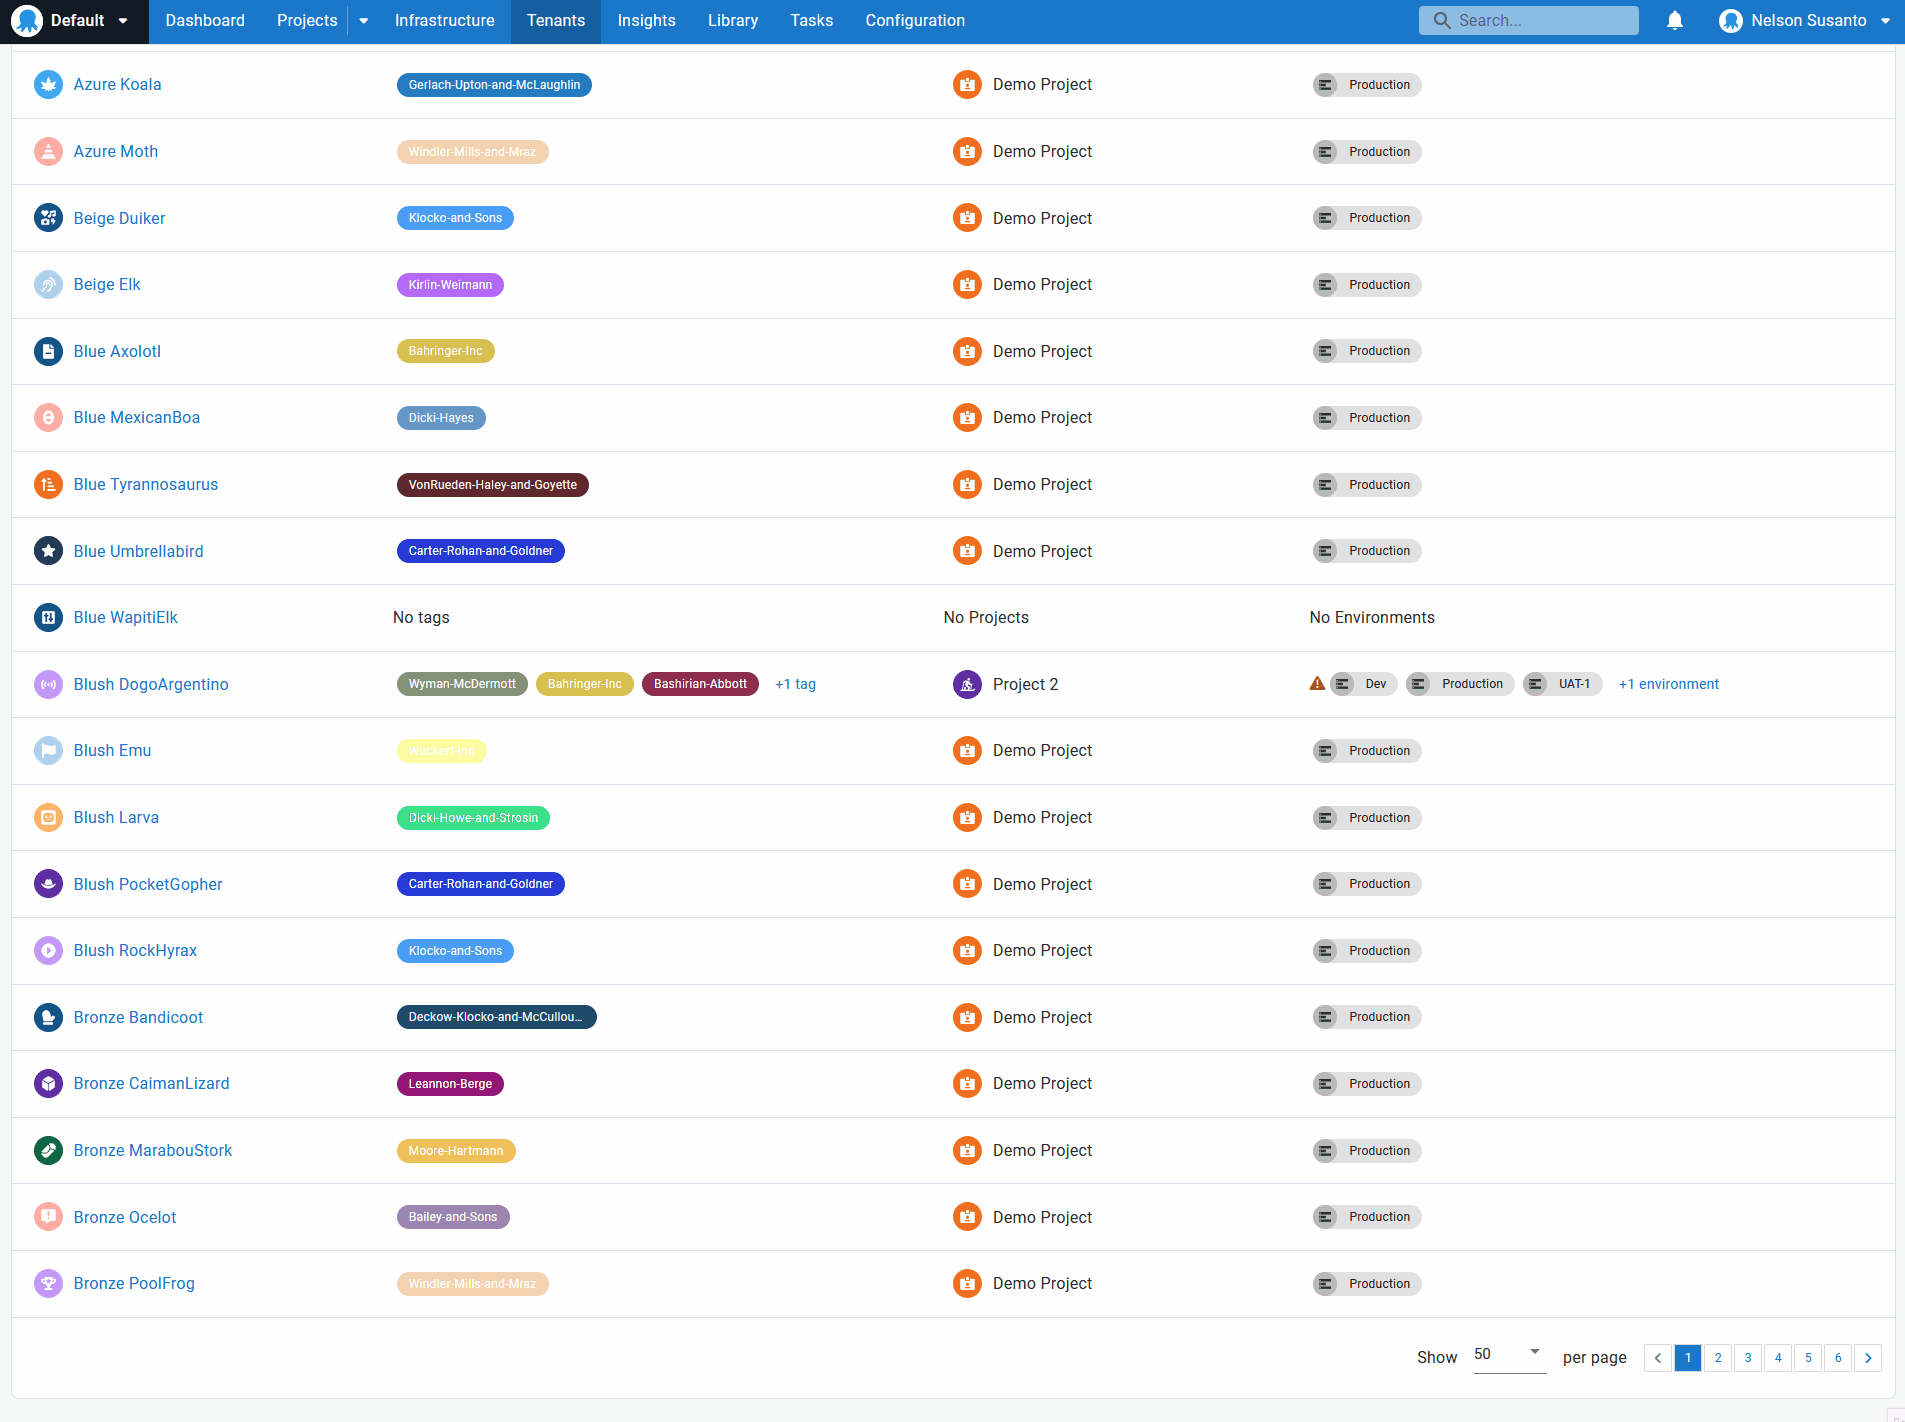 Default Dashboard Projects Infrastructure Tenants Insights Library Tasks Configuration Search... Nelson Susanto
Azure Koala Gerlach-Upton-and-McLaughlin Demo Project Production
Azure Moth Windler-Mills-and-Mraz Demo Project Production
Beige Duiker Klocko-and-Sons Demo Project Production
Beige Elk Kirlin-Weimann Demo Project Production
Blue Axolotl Bahringer-Inc Demo Project Production
Blue MexicanBoa Dicki-Hayes Demo Project Production
Blue Tyrannosaurus VonRueden-Haley-and-Goyette Demo Project Production
Blue Umbrellabird Carter-Rohan-and-Goldner Demo Project Production
Blue WapitiElk No tags No Projects No Environments
Blush DogoArgentino Wyman-McDermott Bahringer-Inc Bashirian-Abbott +1 tag Project 2 Dev Production UAT-1 +1 environment
Blush Emu Wuckert-Inc Demo Project Production
Blush Larva Dicki-Howe-and-Strosin Demo Project Production
Blush PocketGopher Carter-Rohan-and-Goldner Demo Project Production
Blush RockHyrax Klocko-and-Sons Demo Project Production
Bronze Bandicoot Deckow-Klocko-and-McCullou... Demo Project Production
Bronze CaimanLizard Leannon-Berge Demo Project Production
Bronze MarabouStork Moore-Hartmann Demo Project Production
Bronze Ocelot Bailey-and-Sons Demo Project Production
Bronze PoolFrog Windler-Mills-and-Mraz Demo Project Production
Show 50 per page 1 2 3 4 5 6